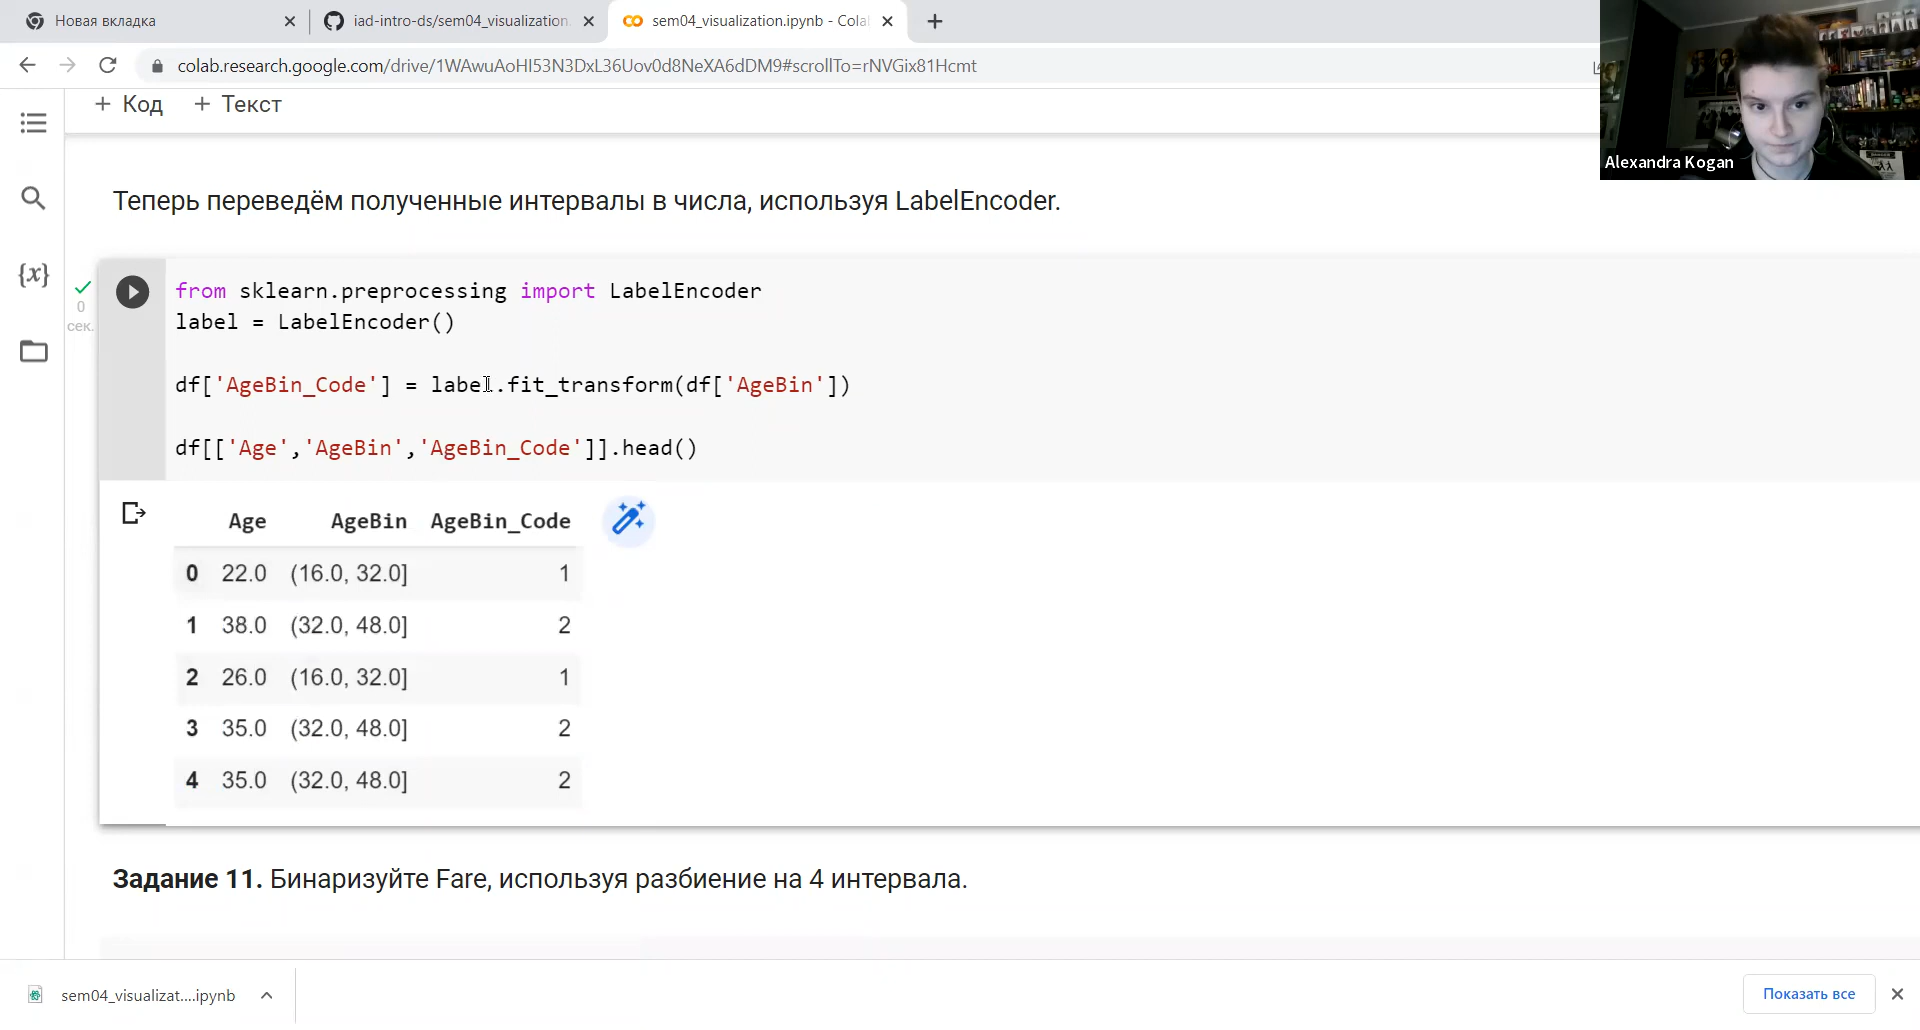 Новая вкладка
iad-intro-ds/sem04_visualization.
sem04_visualization.ipynb - Cola
colab.research.google.com/drive/1WAwuAoHI53N3DxL36Uov0d8NeXA6dDM9#scrollTo=rNVGix81Hcmt
+ Код + Текст
Alexandra Kogan
Теперь переведём полученные интервалы в числа, используя LabelEncoder.
{x}
0
сек.
from sklearn.preprocessing import LabelEncoder
label = LabelEncoder()
df['AgeBin_Code'] = label.fit_transform(df['AgeBin'])
df[['Age','AgeBin','AgeBin_Code']].head()
Age AgeBin AgeBin_Code
0 22.0 (16.0, 32.0] 1
1 38.0 (32.0, 48.0] 2
2 26.0 (16.0, 32.0] 1
3 35.0 (32.0, 48.0] 2
4 35.0 (32.0, 48.0] 2
Задание 11. Бинаризуйте Fare, используя разбиение на 4 интервала.
sem04_visualizat....ipynb
Показать все